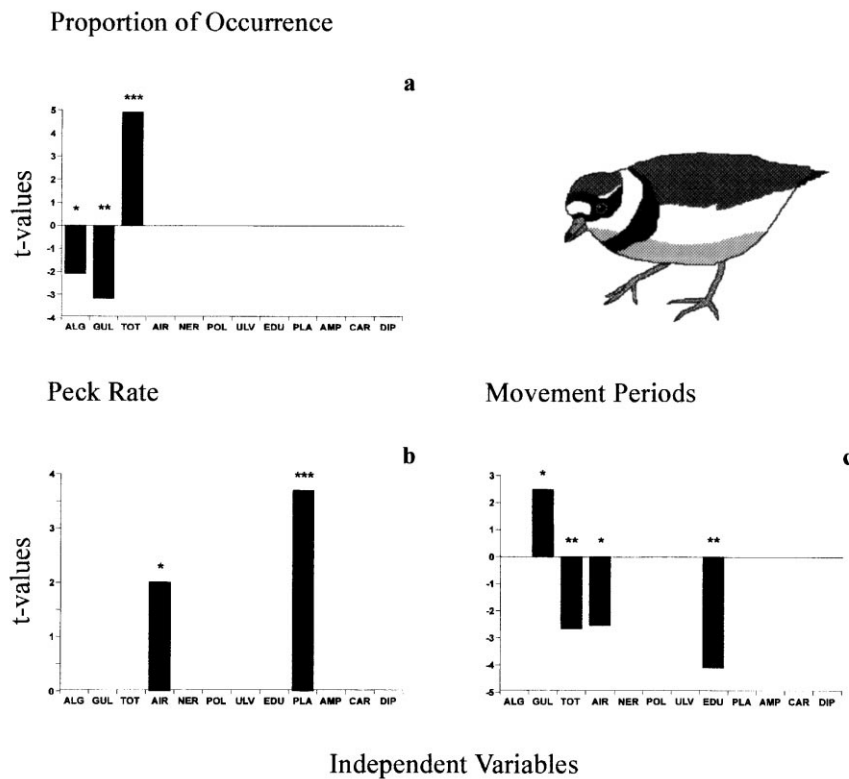 Proportion of Occurrence
a
t-values
5
4
3
2
1
0
-1
-2
-3
-4
* ** ***
ALG GUL TOT AIR NER POL ULV EDU PLA AMP CAR DIP
Peck Rate
b
t-values
4
3
2
1
0
* ***
ALG GUL TOT AIR NER POL ULV EDU PLA AMP CAR DIP
Movement Periods
c
3
2
1
0
-1
-2
-3
-4
-5
* ** * **
ALG GUL TOT AIR NER POL ULV EDU PLA AMP CAR DIP
Independent Variables